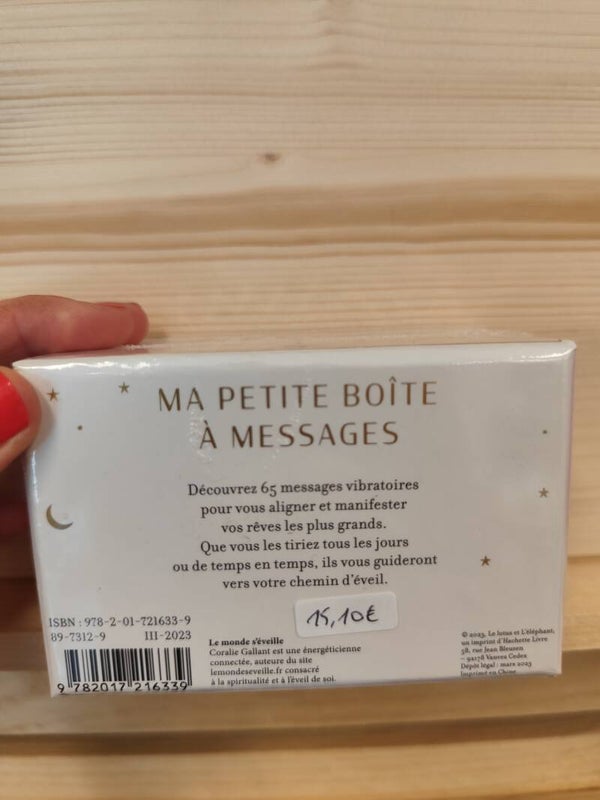 MA PETITE BOÎTE
À MESSAGES
Découvrez 65 messages vibratoires
pour vous aligner et manifester
vos rêves les plus grands.
Que vous les tiriez tous les jours
ou de temps en temps, ils vous guideront
vers votre chemin d'éveil.
15,10€
ISBN : 978-2-01-721633-9
89-7312-9 III-2023
9 782017 216339
Le monde s'éveille
Coralie Gallant est une énergéticienne
connectée, auteure du site
lemondeseveille.fr consacré
à la spiritualité et à l'éveil de soi.
© 2023, Le lotus et L'éléphant,
un imprint d'Hachette Livre
58, rue Jean Bleuzen
– 92178 Vanves Cedex
Dépôt légal : mars 2023
Imprimé en Chine